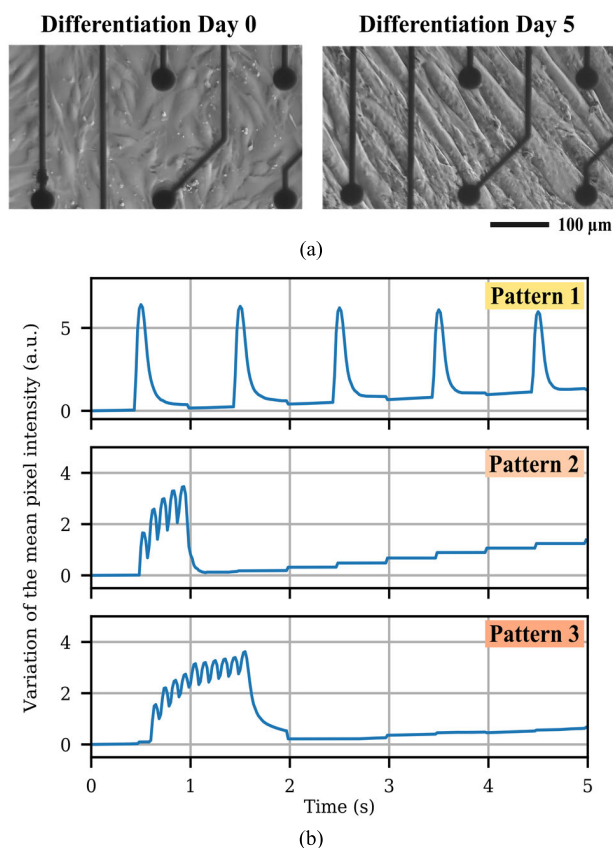 Differentiation Day 0
Differentiation Day 5
100 µm
(a)
Variation of the mean pixel intensity (a.u.)
Pattern 1
5
0
Pattern 2
4
2
0
Pattern 3
4
2
0
0 1 2 3 4 5
Time (s)
(b)